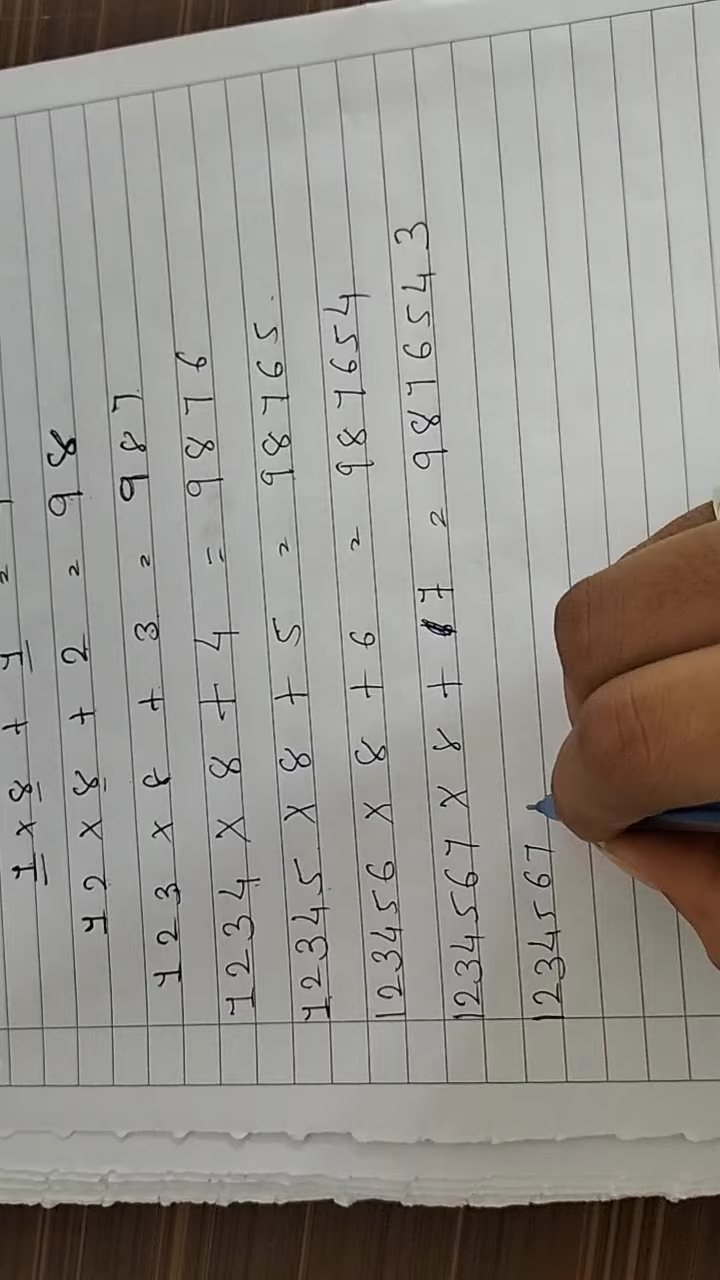 1 x 8 + 1 =
12 x 8 + 2 = 98
123 x 8 + 3 = 987
1234 x 8 + 4 = 9876
12345 x 8 + 5 = 98765
123456 x 8 + 6 = 987654
1234567 x 8 + 7 = 9876543
1234567